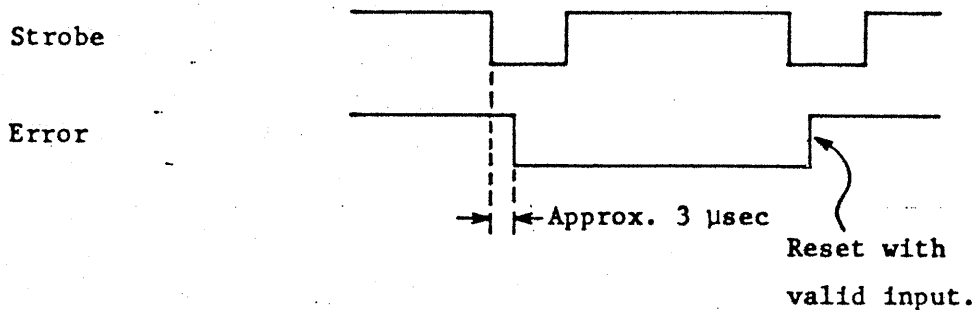 Strobe
Error
Approx. 3 μsec
Reset with
valid input.